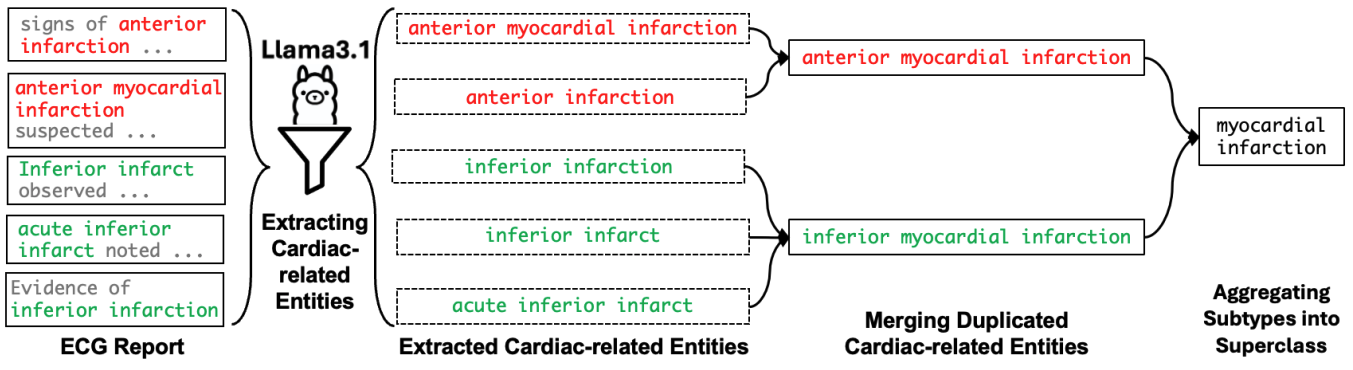 signs of anterior
infarction ...
anterior myocardial
infarction
suspected ...
Inferior infarct
observed ...
acute inferior
infarct noted ...
Evidence of
inferior infarction
ECG Report
Llama3.1
Extracting
Cardiac-
related
Entities
anterior myocardial infarction
anterior infarction
inferior infarction
inferior infarct
acute inferior infarct
Extracted Cardiac-related Entities
anterior myocardial infarction
inferior myocardial infarction
Merging Duplicated
Cardiac-related Entities
myocardial
infarction
Aggregating
Subtypes into
Superclass